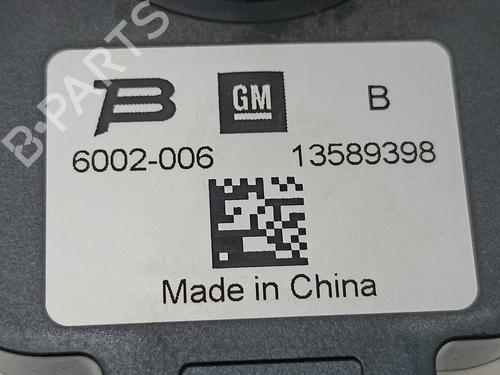 B GM B
6002-006 13589398
Made in China
B-PARTS